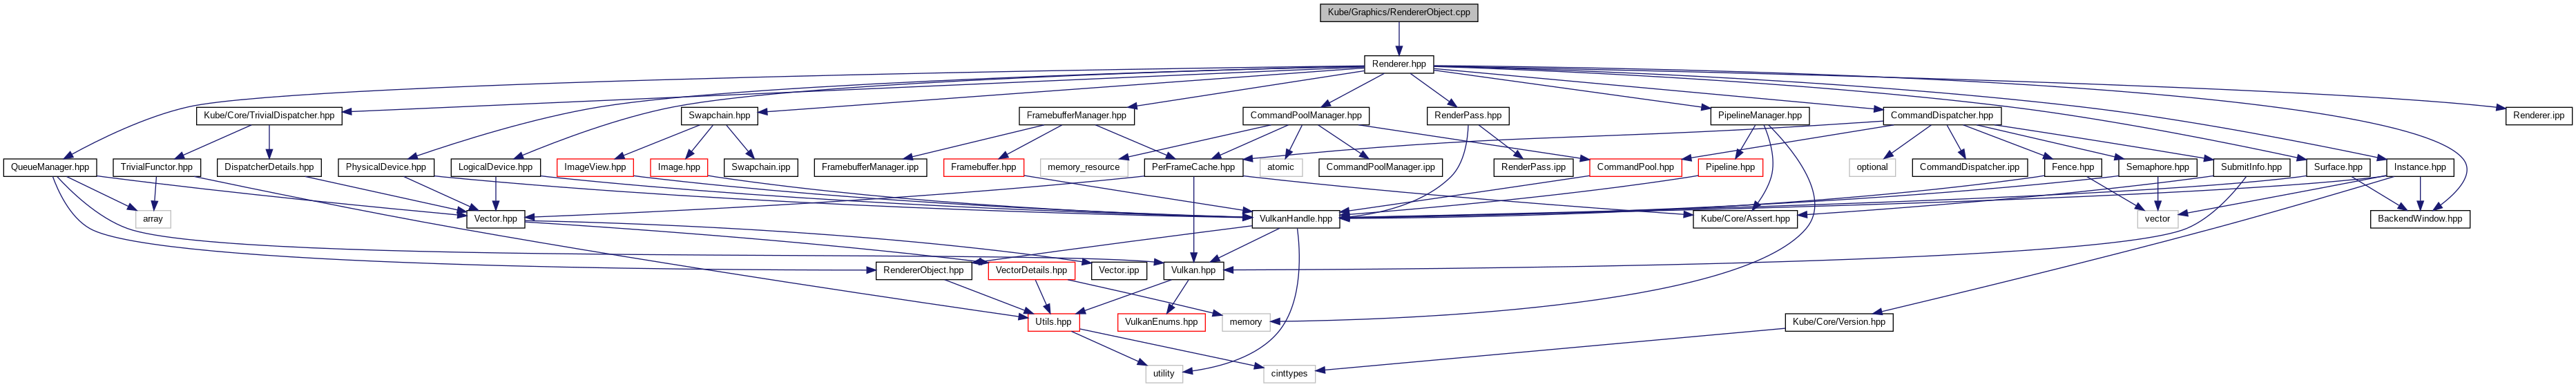 Kube/Graphics/RendererObject.cpp
Renderer.hpp
Kube/Core/TrivialDispatcher.hpp
Swapchain.hpp
FramebufferManager.hpp
CommandPoolManager.hpp
RenderPass.hpp
PipelineManager.hpp
CommandDispatcher.hpp
Renderer.ipp
QueueManager.hpp
TrivialFunctor.hpp
DispatcherDetails.hpp
PhysicalDevice.hpp
LogicalDevice.hpp
ImageView.hpp
Image.hpp
Swapchain.ipp
FramebufferManager.ipp
Framebuffer.hpp
memory_resource
PerFrameCache.hpp
atomic
CommandPoolManager.ipp
RenderPass.ipp
CommandPool.hpp
Pipeline.hpp
optional
CommandDispatcher.ipp
Fence.hpp
Semaphore.hpp
SubmitInfo.hpp
Surface.hpp
Instance.hpp
array
Vector.hpp
VulkanHandle.hpp
Kube/Core/Assert.hpp
vector
BackendWindow.hpp
RendererObject.hpp
VectorDetails.hpp
Vector.ipp
Vulkan.hpp
Utils.hpp
VulkanEnums.hpp
memory
Kube/Core/Version.hpp
utility
cinttypes